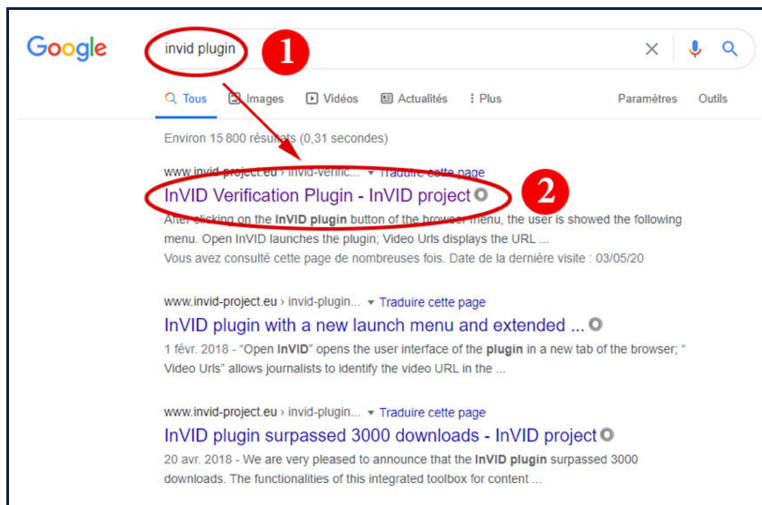 Google
invid plugin
1
Tous Images Vidéos Actualités Plus Paramètres Outils
Environ 15 800 résultats (0,31 secondes)
www.invid-project.eu › invid-verific... Traduire cette page
InVID Verification Plugin - InVID project
2
After clicking on the InVID plugin button of the browser menu, the user is showed the following
menu. Open InVID launches the plugin; Video Urls displays the URL ...
Vous avez consulté cette page de nombreuses fois. Date de la dernière visite : 03/05/20
www.invid-project.eu › invid-plugin... Traduire cette page
InVID plugin with a new launch menu and extended ...
1 févr. 2018 - “Open InVID” opens the user interface of the plugin in a new tab of the browser; “
Video Urls” allows journalists to identify the video URL in the ...
www.invid-project.eu › invid-plugin... Traduire cette page
InVID plugin surpassed 3000 downloads - InVID project
20 avr. 2018 - We are very pleased to announce that the InVID plugin surpassed 3000
downloads. The functionalities of this integrated toolbox for content ...